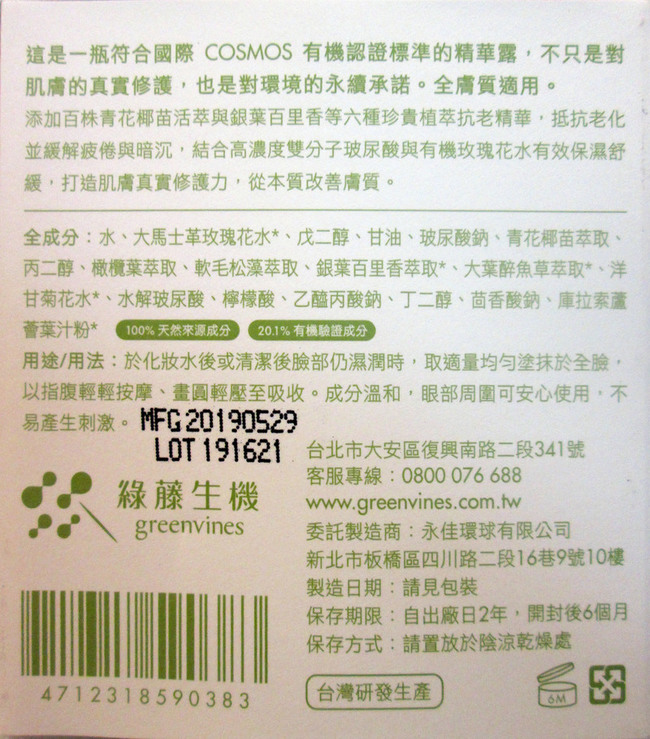 這是一瓶符合國際 COSMOS 有機認證標準的精華露，不只是對
肌膚的真實修護，也是對環境的永續承諾。全膚質適用。
添加百株青花椰苗活萃與銀葉百里香等六種珍貴植萃抗老精華，抵抗老化
並緩解疲倦與暗沉，結合高濃度雙分子玻尿酸與有機玫瑰花水有效保濕舒
緩，打造肌膚真實修護力，從本質改善膚質。
全成分：水、大馬士革玫瑰花水*、戊二醇、甘油、玻尿酸鈉、青花椰苗萃取、
丙二醇、橄欖葉萃取、軟毛松藻萃取、銀葉百里香萃取*、大葉醉魚草萃取*、洋
甘菊花水*、水解玻尿酸、檸檬酸、乙醯丙酸鈉、丁二醇、茴香酸鈉、庫拉索蘆
薈葉汁粉* 100% 天然來源成分 20.1% 有機驗證成分
用途/用法：於化妝水後或清潔後臉部仍濕潤時，取適量均勻塗抹於全臉，
以指腹輕輕按摩、畫圓輕壓至吸收。成分溫和，眼部周圍可安心使用，不
易產生刺激。 MFG 20190529
LOT 191621
綠藤生機
greenvines
台北市大安區復興南路二段341號
客服專線：0800 076 688
www.greenvines.com.tw
委託製造商：永佳環球有限公司
新北市板橋區四川路二段16巷9號10樓
製造日期：請見包裝
保存期限：自出廠日2年，開封後6個月
保存方式：請置放於陰涼乾燥處
4712318590383
台灣研發生產
6M